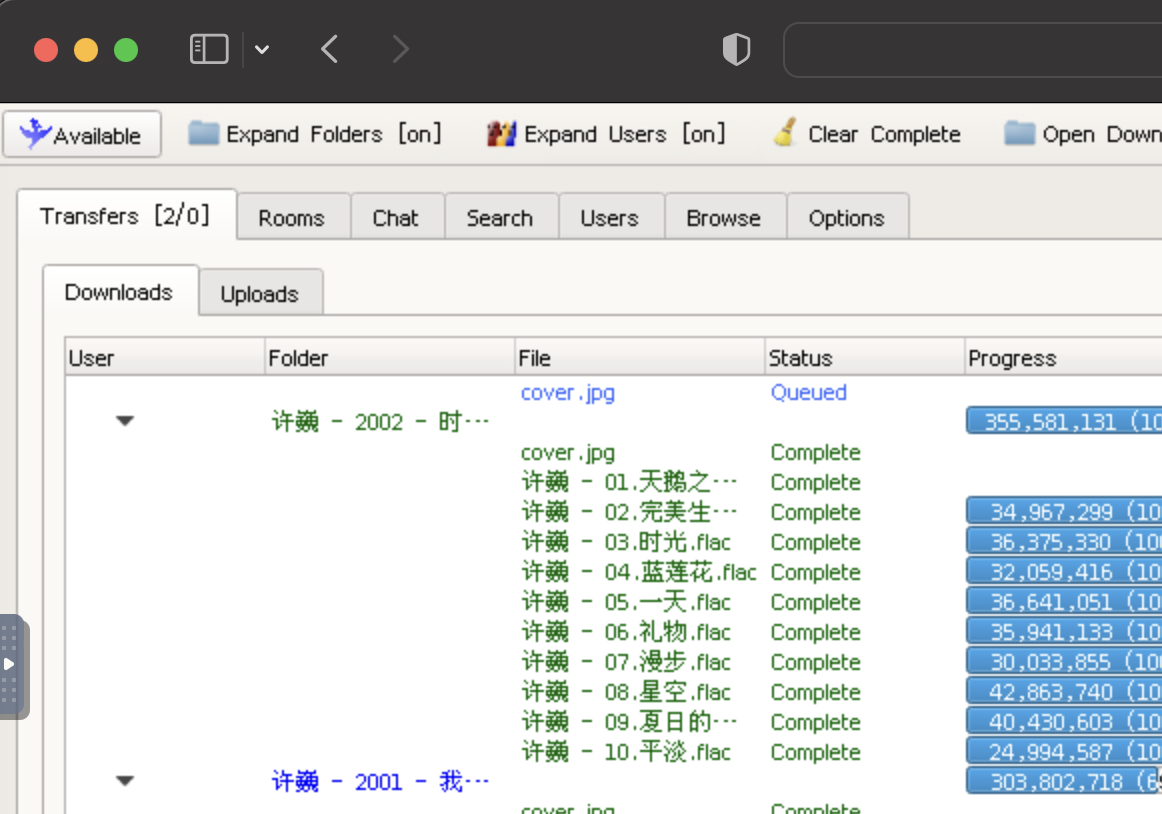 Available Expand Folders [on] Expand Users [on] Clear Complete Open Down
Transfers [2/0] Rooms Chat Search Users Browse Options
Downloads Uploads
User Folder File Status Progress
cover.jpg Queued
许巍 - 2002 - 时… 355,581,131 (10
cover.jpg Complete
许巍 - 01.天鹅之… Complete
许巍 - 02.完美生… Complete 34,967,299 (10
许巍 - 03.时光.flac Complete 36,375,330 (10
许巍 - 04.蓝莲花.flac Complete 32,059,416 (10
许巍 - 05.一天.flac Complete 36,641,051 (10
许巍 - 06.礼物.flac Complete 35,941,133 (10
许巍 - 07.漫步.flac Complete 30,033,855 (10
许巍 - 08.星空.flac Complete 42,863,740 (10
许巍 - 09.夏日的… Complete 40,430,603 (10
许巍 - 10.平淡.flac Complete 24,994,587 (10
许巍 - 2001 - 我… 303,802,718 (6
cover.jpg Complete